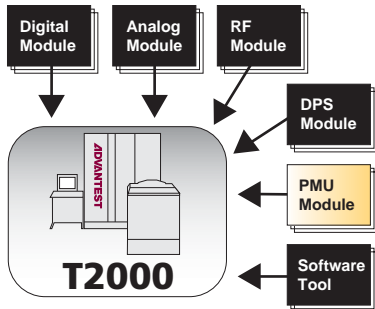 Digital
Module
Analog
Module
RF
Module
DPS
Module
PMU
Module
Software
Tool
ADVANTEST
T2000